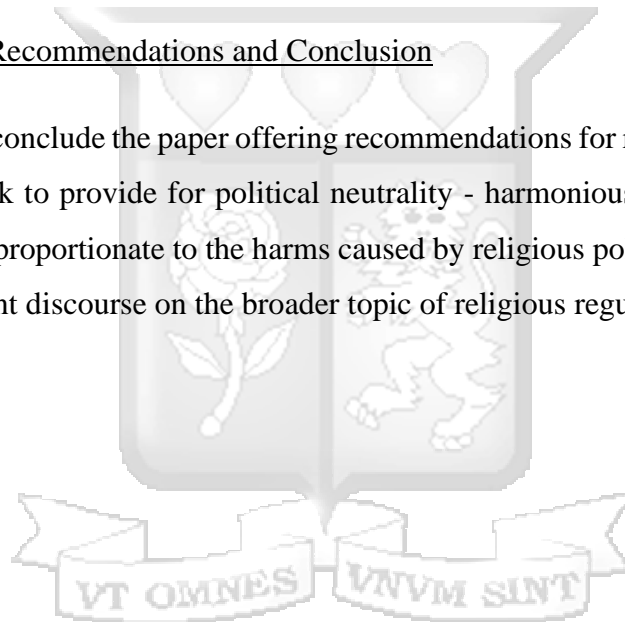 Recommendations and Conclusion
conclude the paper offering recommendations for
k to provide for political neutrality - harmonious
proportionate to the harms caused by religious po
nt discourse on the broader topic of religious regu
VT OMNES VNVM SINT